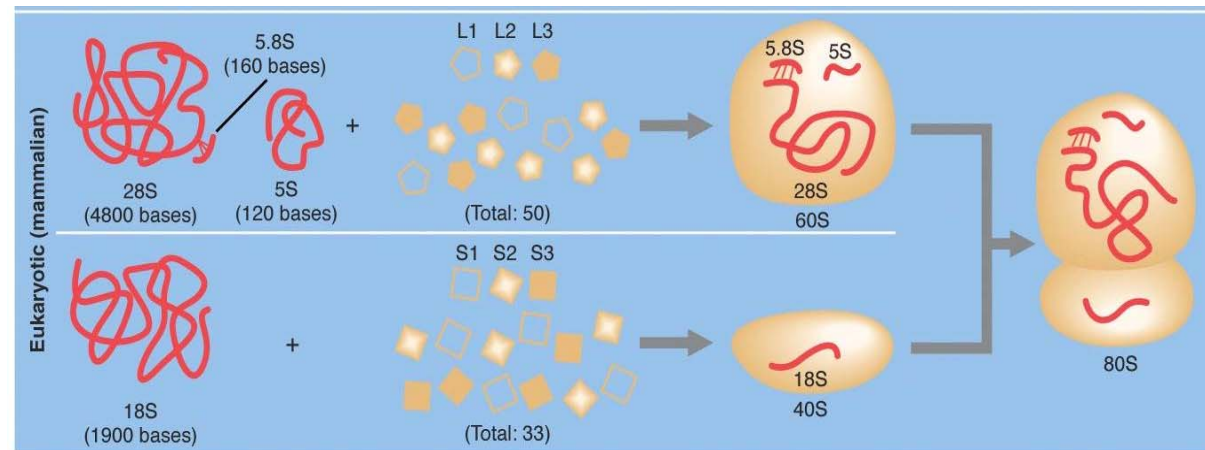 Eukaryotic (mammalian)
5.8S
(160 bases)
28S
(4800 bases)
5S
(120 bases)
+
L1 L2 L3
(Total: 50)
5.8S
5S
28S
60S
18S
(1900 bases)
+
S1 S2 S3
(Total: 33)
18S
40S
80S